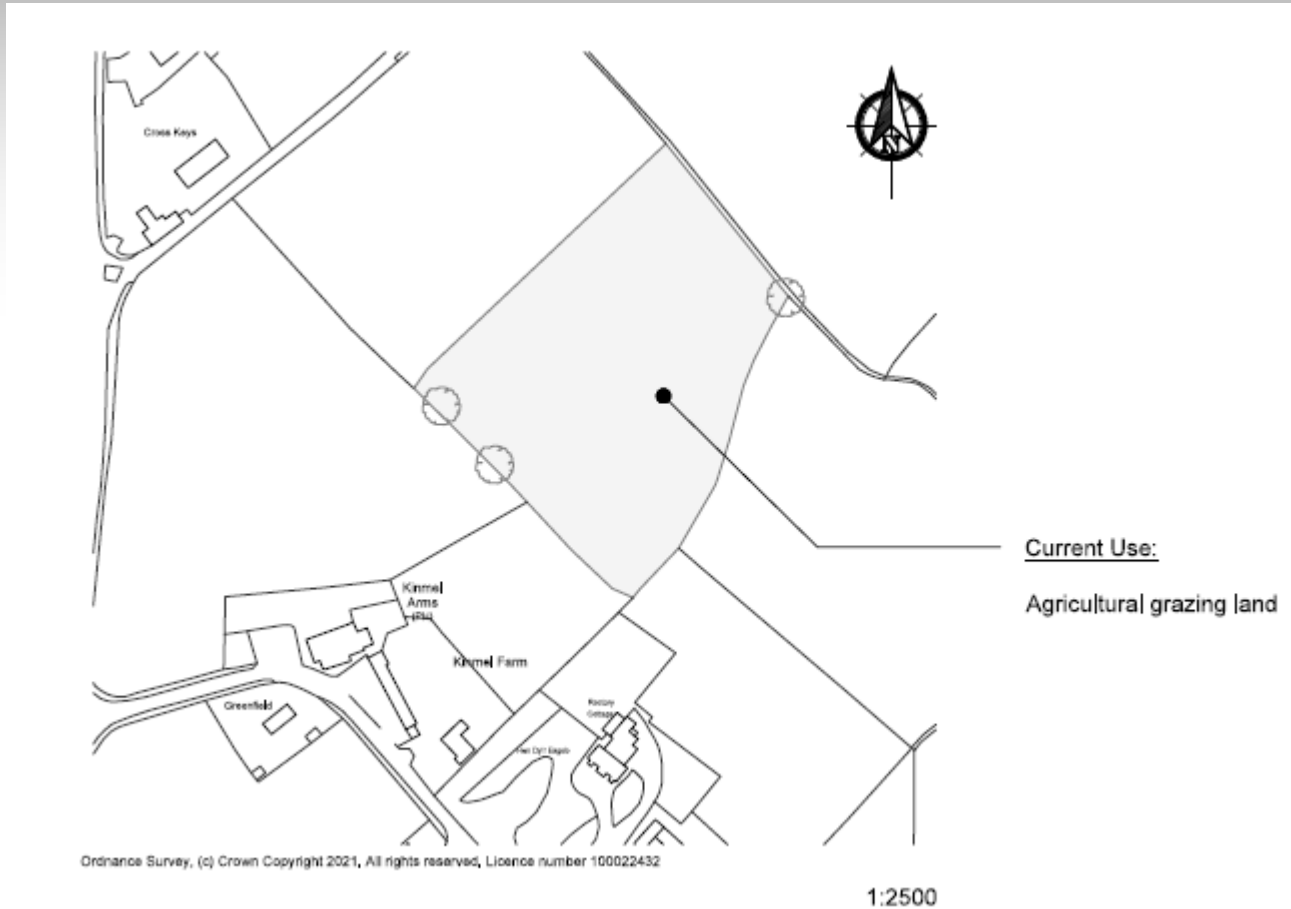 Cross Keys
N
Current Use:
Agricultural grazing land
Kinmel
Arms
(PH)
Kinmel Farm
Greenfield
Rectory
Cottage
Ordnance Survey, (c) Crown Copyright 2021, All rights reserved, Licence number 100022432
1:2500